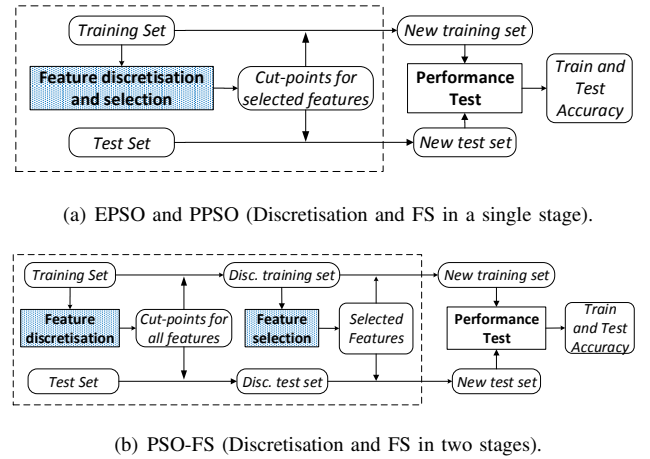 Training Set
New training set
Feature discretisation
and selection
Cut-points for
selected features
Performance
Test
Train and
Test
Accuracy
Test Set
New test set
(a) EPSO and PPSO (Discretisation and FS in a single stage).
Training Set
Disc. training set
New training set
Feature
discretisation
Cut-points for
all features
Feature
selection
Selected
Features
Performance
Test
Train
and Test
Accuracy
Test Set
Disc. test set
New test set
(b) PSO-FS (Discretisation and FS in two stages).